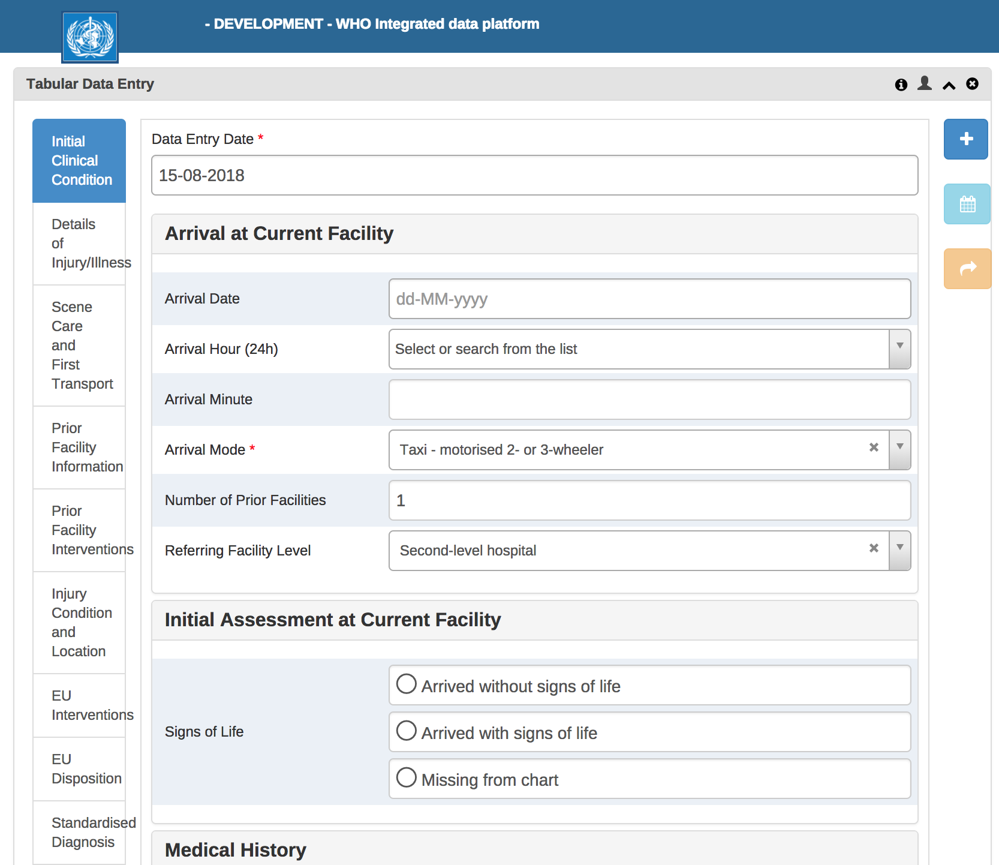 - DEVELOPMENT - WHO Integrated data platform
Tabular Data Entry
Initial
Clinical
Condition
Details
of
Injury/Illness
Scene
Care
and
First
Transport
Prior
Facility
Information
Prior
Facility
Interventions
Injury
Condition
and
Location
EU
Interventions
EU
Disposition
Standardised
Diagnosis
Data Entry Date *
15-08-2018
Arrival at Current Facility
Arrival Date
dd-MM-yyyy
Arrival Hour (24h)
Select or search from the list
Arrival Minute
Arrival Mode *
Taxi - motorised 2- or 3-wheeler
Number of Prior Facilities
1
Referring Facility Level
Second-level hospital
Initial Assessment at Current Facility
Signs of Life
Arrived without signs of life
Arrived with signs of life
Missing from chart
Medical History